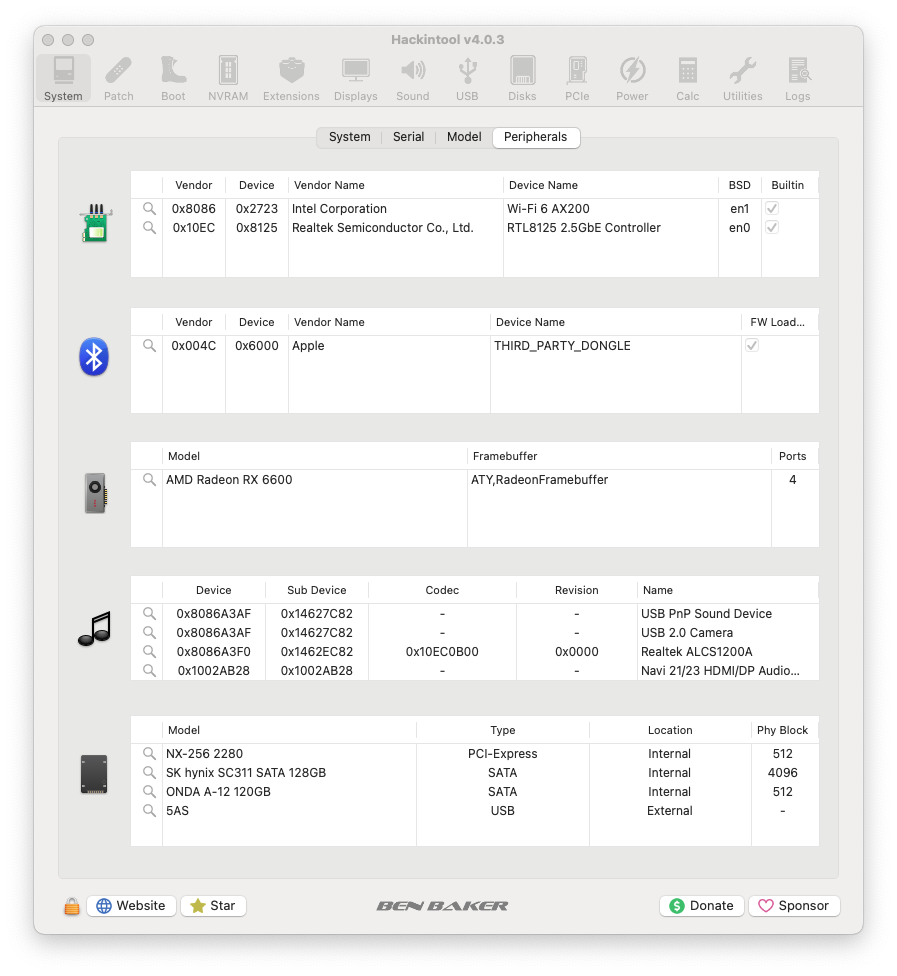 Hackintool v4.0.3
System Patch Boot NVRAM Extensions Displays Sound USB Disks PCIe Power Calc Utilities Logs
System Serial Model Peripherals
Vendor Device Vendor Name Device Name BSD Builtin
0x8086 0x2723 Intel Corporation Wi-Fi 6 AX200 en1
0x10EC 0x8125 Realtek Semiconductor Co., Ltd. RTL8125 2.5GbE Controller en0
Vendor Device Vendor Name Device Name FW Load...
0x004C 0x6000 Apple THIRD_PARTY_DONGLE
Model Framebuffer Ports
AMD Radeon RX 6600 ATY,RadeonFramebuffer 4
Device Sub Device Codec Revision Name
0x8086A3AF 0x14627C82 - - USB PnP Sound Device
0x8086A3AF 0x14627C82 - - USB 2.0 Camera
0x8086A3F0 0x1462EC82 0x10EC0B00 0x0000 Realtek ALCS1200A
0x1002AB28 0x1002AB28 - - Navi 21/23 HDMI/DP Audio...
Model Type Location Phy Block
NX-256 2280 PCI-Express Internal 512
SK hynix SC311 SATA 128GB SATA Internal 4096
ONDA A-12 120GB SATA Internal 512
5AS USB External -
Website Star BEN BAKER Donate Sponsor